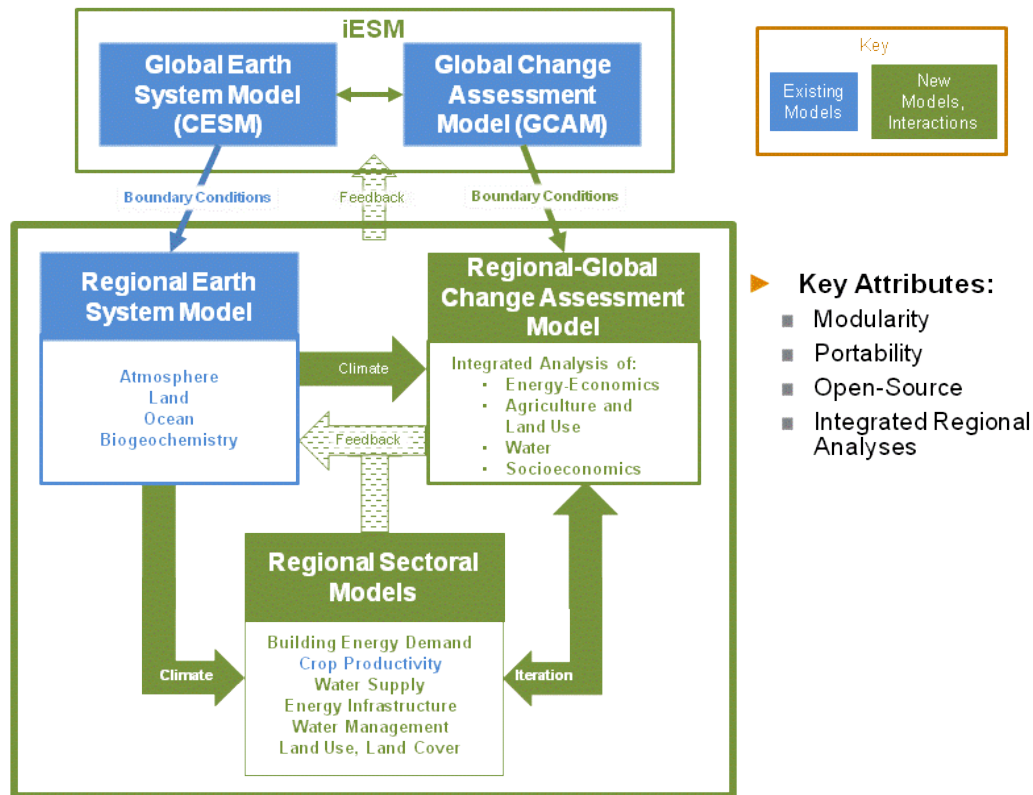 iESM
Global Earth
System Model
(CESM)
Global Change
Assessment
Model (GCAM)
Key
Existing
Models
New
Models,
Interactions
Boundary Conditions
Feedback
Boundary Conditions
Regional Earth
System Model
Atmosphere
Land
Ocean
Biogeochemistry
Climate
Feedback
Regional-Global
Change Assessment
Model
Integrated Analysis of:
• Energy-Economics
• Agriculture and
Land Use
• Water
• Socioeconomics
Key Attributes:
Modularity
Portability
Open-Source
Integrated Regional
Analyses
Regional Sectoral
Models
Building Energy Demand
Crop Productivity
Water Supply
Energy Infrastructure
Water Management
Land Use, Land Cover
Climate
Iteration